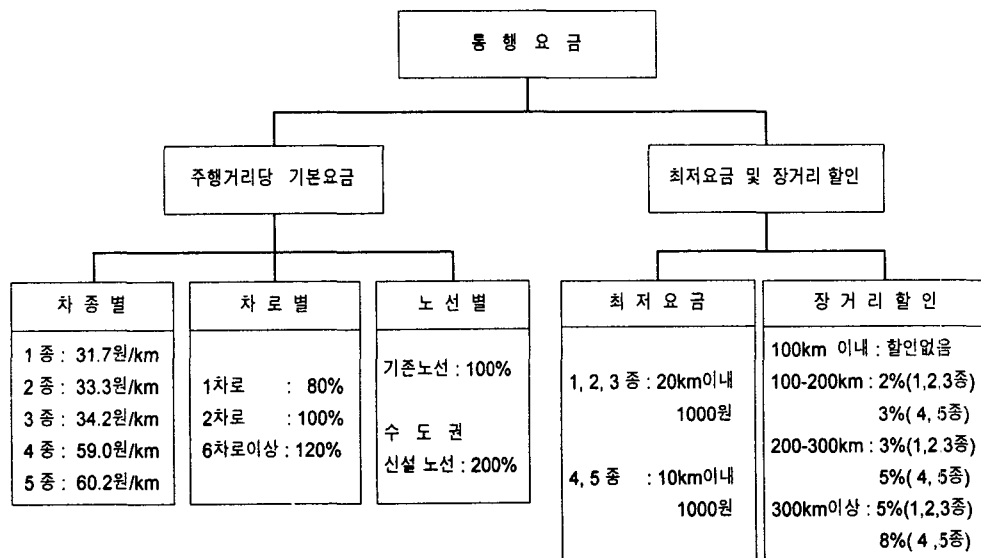 통 행 요 금
주행거리당 기본요금
최저요금 및 장거리 할인
차 종 별
1 종 : 31.7원/km
2 종 : 33.3원/km
3 종 : 34.2원/km
4 종 : 59.0원/km
5 종 : 60.2원/km
차 로 별
1차로 : 80%
2차로 : 100%
6차로이상 : 120%
노 선 별
기존노선 : 100%
수 도 권
신설 노선 : 200%
최 저 요 금
1, 2, 3 종 : 20km이내
1000원
4, 5 종 : 10km이내
1000원
장 거 리 할 인
100km 이내 : 할인없음
100-200km : 2%(1,2,3종)
3%( 4, 5종)
200-300km : 3%(1,2,3종)
5%( 4, 5종)
300km이상 : 5%(1,2,3종)
8%( 4 ,5종)